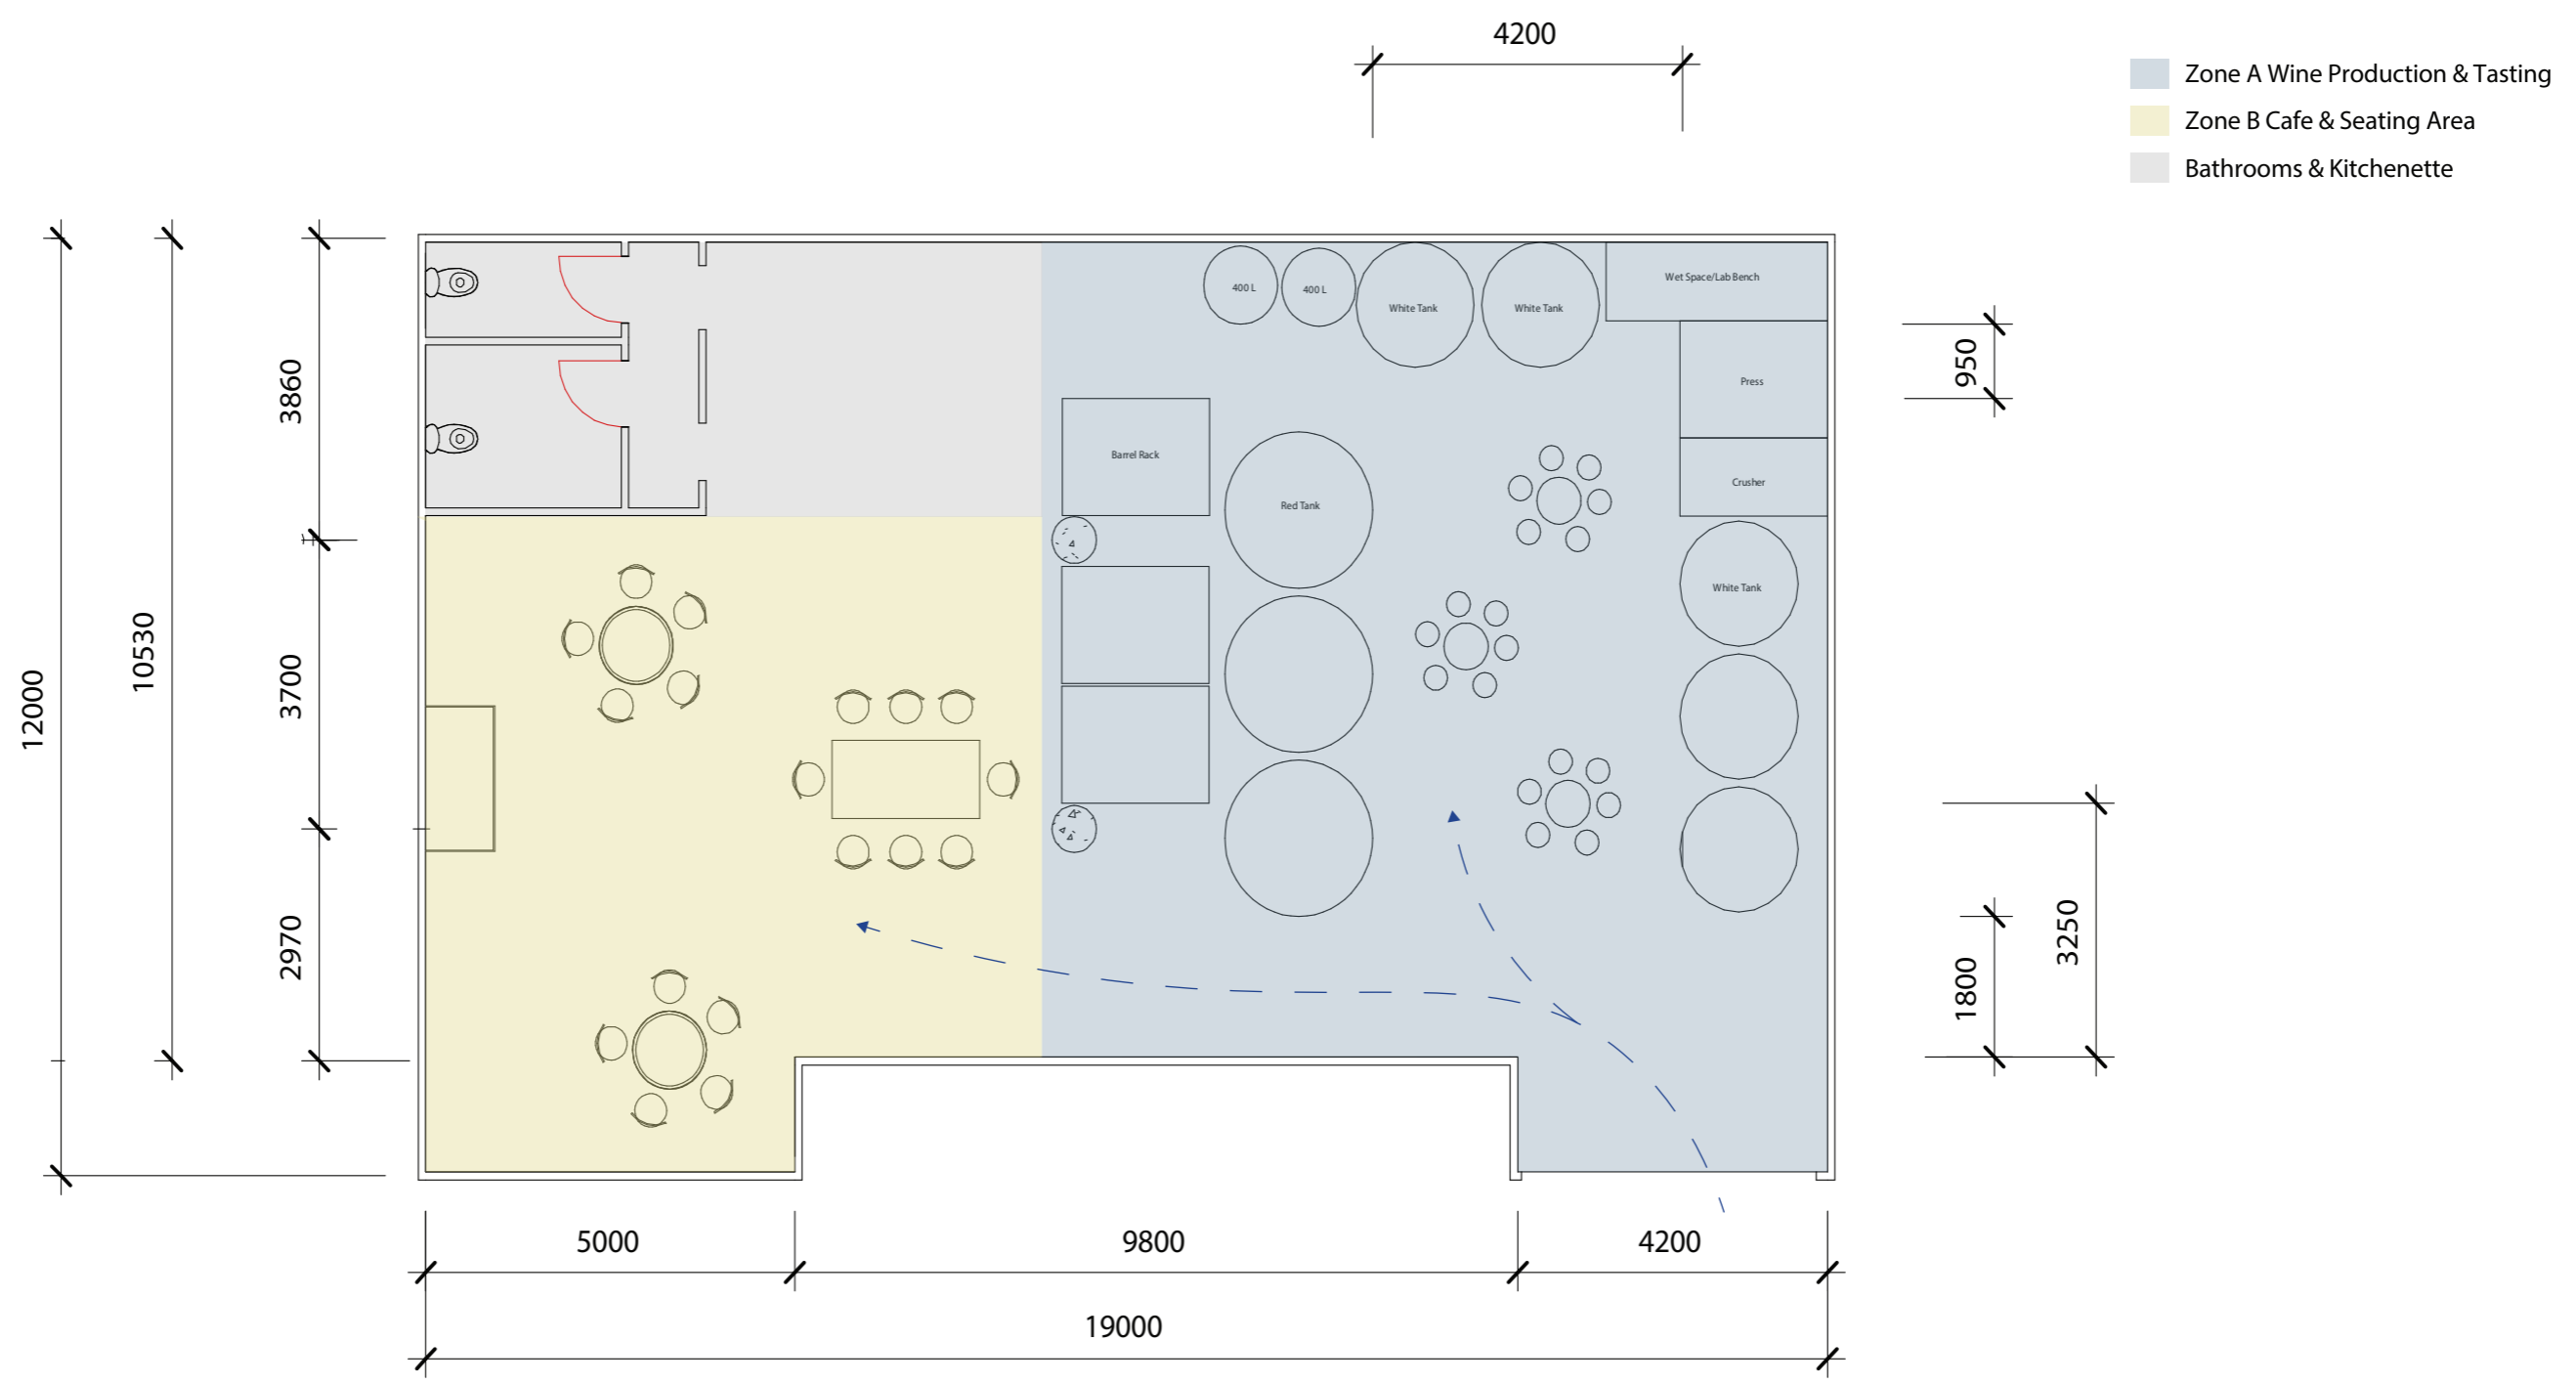 4200
Zone A Wine Production & Tasting
Zone B Cafe & Seating Area
Bathrooms & Kitchenette
400 L
400 L
White Tank
White Tank
Wet Space/Lab Bench
Press
Crusher
Barrel Rack
Red Tank
White Tank
12000
10530
3860
3700
2970
950
1800
3250
5000
9800
4200
19000